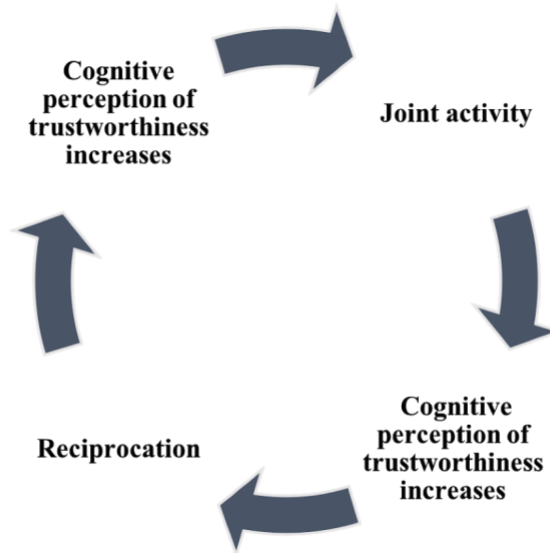 Cognitive
perception of
trustworthiness
increases
Joint activity
Cognitive
perception of
trustworthiness
increases
Reciprocation